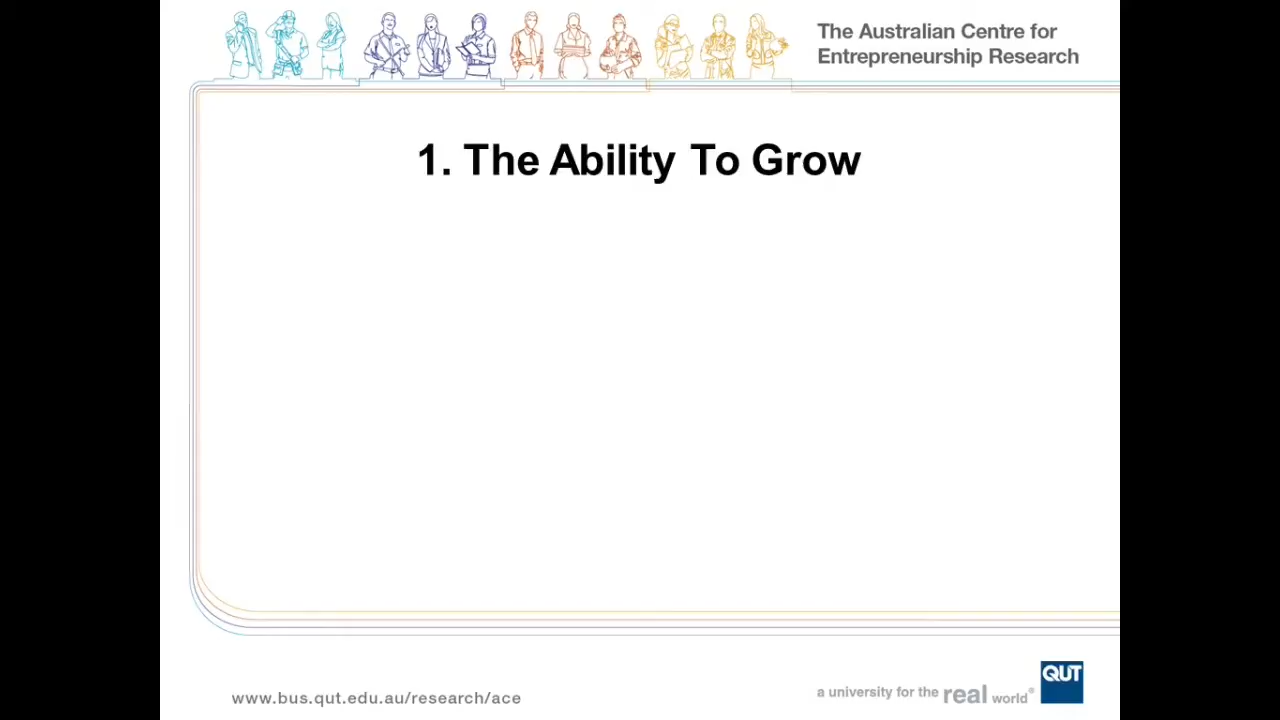 The Australian Centre for
Entrepreneurship Research
1. The Ability To Grow
www.bus.qut.edu.au/research/ace
a university for the real world®
QUT